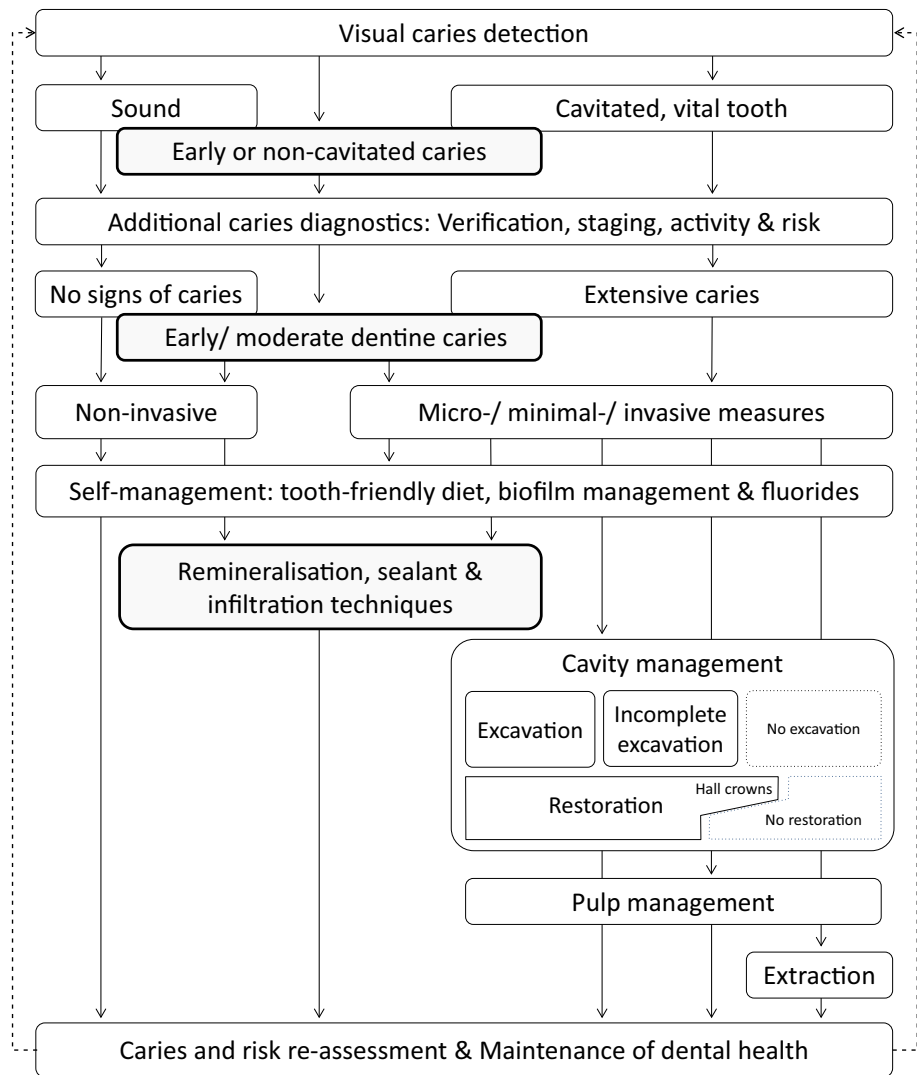 Visual caries detection
Sound
Cavitated, vital tooth
Early or non-cavitated caries
Additional caries diagnostics: Verification, staging, activity & risk
No signs of caries
Extensive caries
Early/ moderate dentine caries
Non-invasive
Micro-/ minimal-/ invasive measures
Self-management: tooth-friendly diet, biofilm management & fluorides
Remineralisation, sealant &
infiltration techniques
Cavity management
Excavation
Incomplete
excavation
No excavation
Hall crowns
Restoration
No restoration
Pulp management
Extraction
Caries and risk re-assessment & Maintenance of dental health